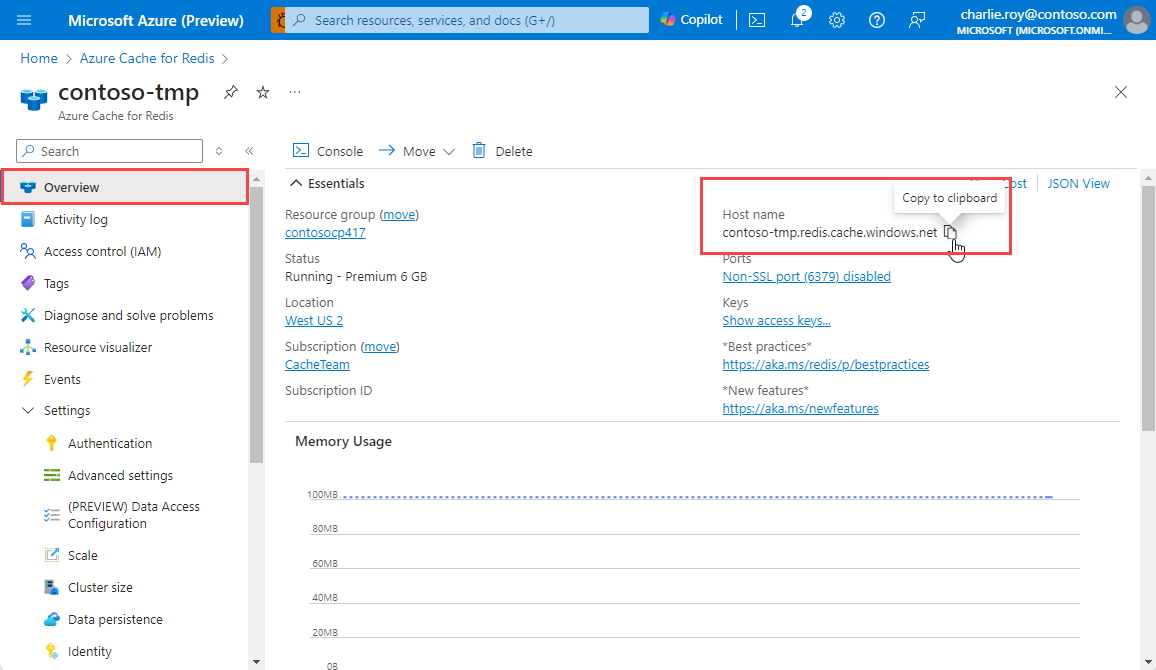 Microsoft Azure (Preview)
Search resources, services, and docs (G+/)
Copilot
2
charlie.roy@contoso.com
MICROSOFT (MICROSOFT.ONMI...
Home > Azure Cache for Redis >
contoso-tmp
...
Azure Cache for Redis
Search
Console
Move
Delete
Overview
Activity log
Access control (IAM)
Tags
Diagnose and solve problems
Resource visualizer
Events
Settings
Authentication
Advanced settings
(PREVIEW) Data Access
Configuration
Scale
Cluster size
Data persistence
Identity
Essentials
JSON View
Resource group (move)
contosocp417
Status
Running - Premium 6 GB
Location
West US 2
Subscription (move)
CacheTeam
Subscription ID
Copy to clipboard
Host name
contoso-tmp.redis.cache.windows.net
Ports
Non-SSL port (6379) disabled
Keys
Show access keys...
*Best practices*
https://aka.ms/redis/p/bestpractices
*New features*
https://aka.ms/newfeatures
Memory Usage
100MB
80MB
60MB
40MB
20MB
0B